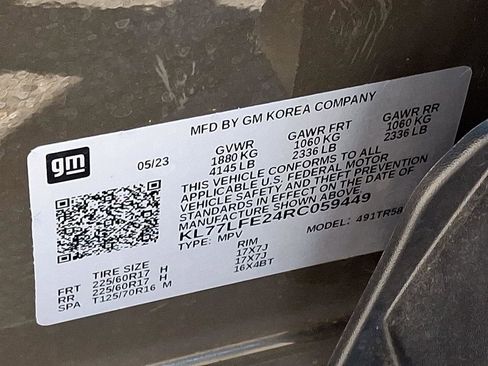 MFD BY GM KOREA COMPANY
gm
05/23
GVWR GAWR FRT GAWR RR
1880 KG 1060 KG 1060 KG
4145 LB 2336 LB 2336 LB
THIS VEHICLE CONFORMS TO ALL
APPLICABLE U.S. FEDERAL MOTOR
VEHICLE SAFETY AND THEFT PREVENTION
STANDARDS IN EFFECT ON THE DATE OF
MANUFACTURE SHOWN ABOVE.
KL77LFE24RC059449
TYPE: MPV MODEL: 491TR58
TIRE SIZE RIM
FRT 225/60R17 H 17X7J
RR 225/60R17 H 17X7J
SPA T125/70R16 M 16X4BT